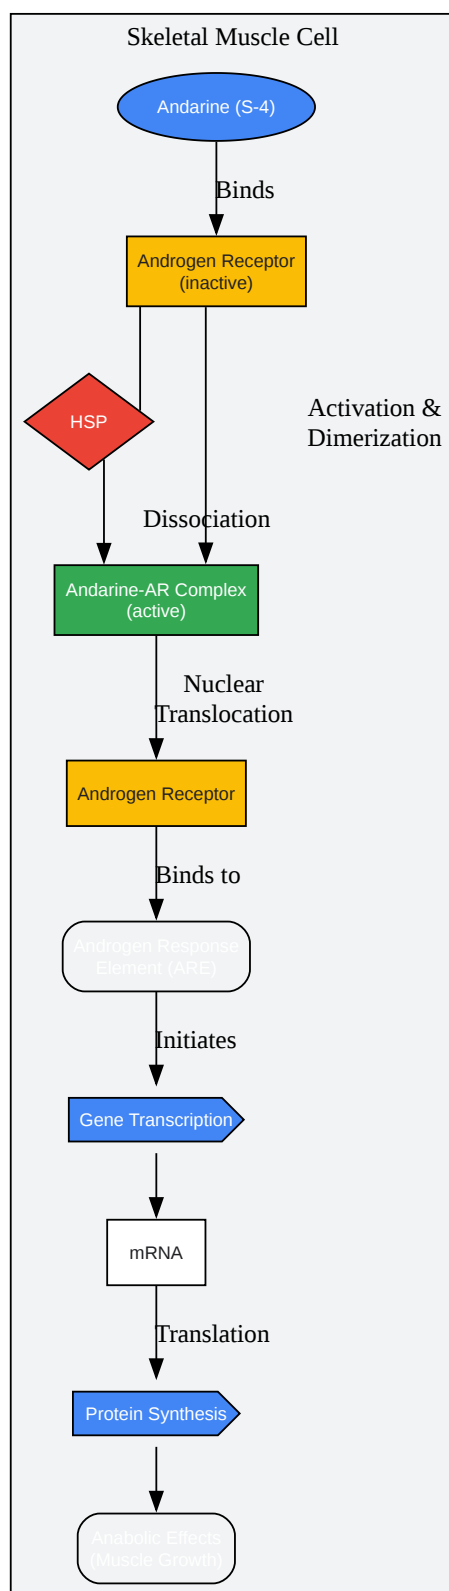 Skeletal Muscle Cell
Andarine (S-4)
Binds
Androgen Receptor
(inactive)
HSP
Activation &
Dimerization
Dissociation
Andarine-AR Complex
(active)
Nuclear
Translocation
Androgen Receptor
Binds to
Androgen Response
Element (ARE)
Initiates
Gene Transcription
mRNA
Translation
Protein Synthesis
Anabolic Effects
(Muscle Growth)